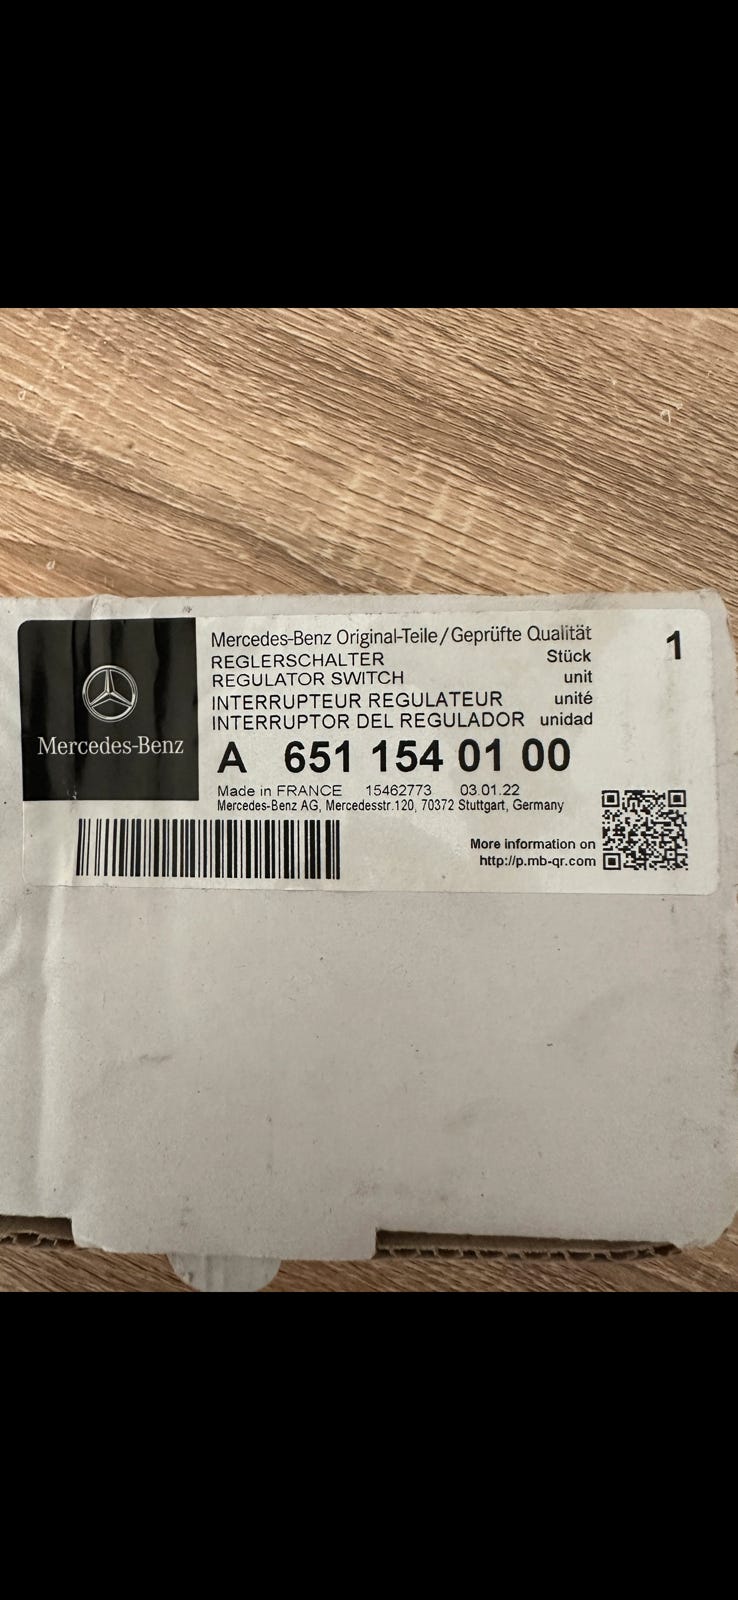 Mercedes-Benz
Mercedes-Benz Original-Teile/Geprüfte Qualität
REGLERSCHALTER Stück 1
REGULATOR SWITCH unit
INTERRUPTEUR REGULATEUR unité
INTERRUPTOR DEL REGULADOR unidad
A 651 154 01 00
Made in FRANCE 15462773 03.01.22
Mercedes-Benz AG, Mercedesstr.120, 70372 Stuttgart, Germany
More information on
http://p.mb-qr.com